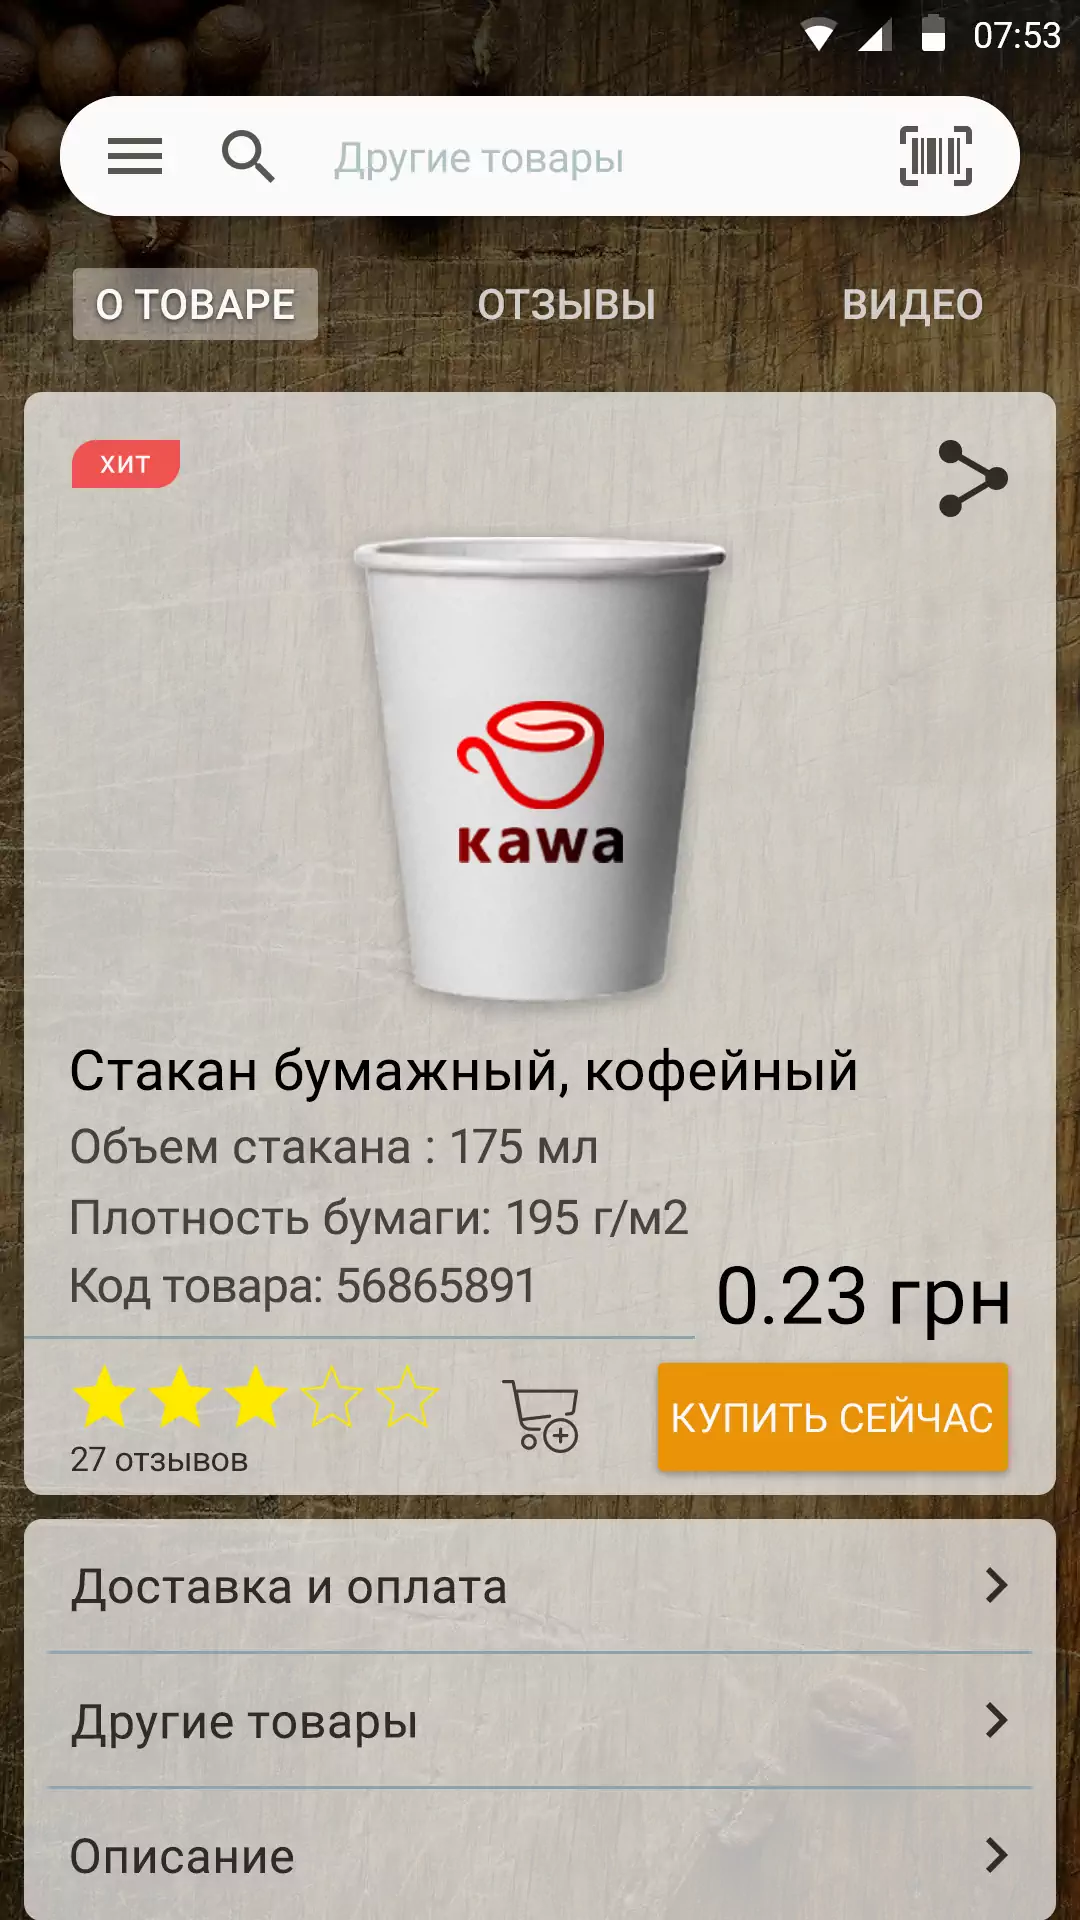 07:53
Другие товары
О ТОВАРЕ
ОТЗЫВЫ
ВИДЕО
ХИТ
кawa
Стакан бумажный, кофейный
Объем стакана : 175 мл
Плотность бумаги: 195 г/м2
Код товара: 56865891
0.23 грн
КУПИТЬ СЕЙЧАС
27 отзывов
Доставка и оплата
Другие товары
Описание